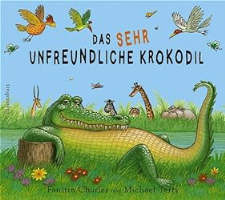 DAS SEHR
UNFREUNDLICHE KROKODIL
Faustin Charles und Michael Terry